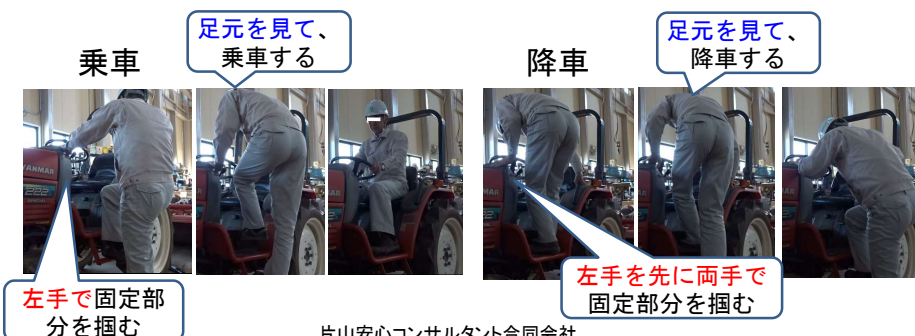 乗車
足元を見て、
乗車する
降車
足元を見て、
降車する
YANMAR
左手で固定部
分を掴む
左手を先に両手で
固定部分を掴む
片山安心コンサルタント合同会社